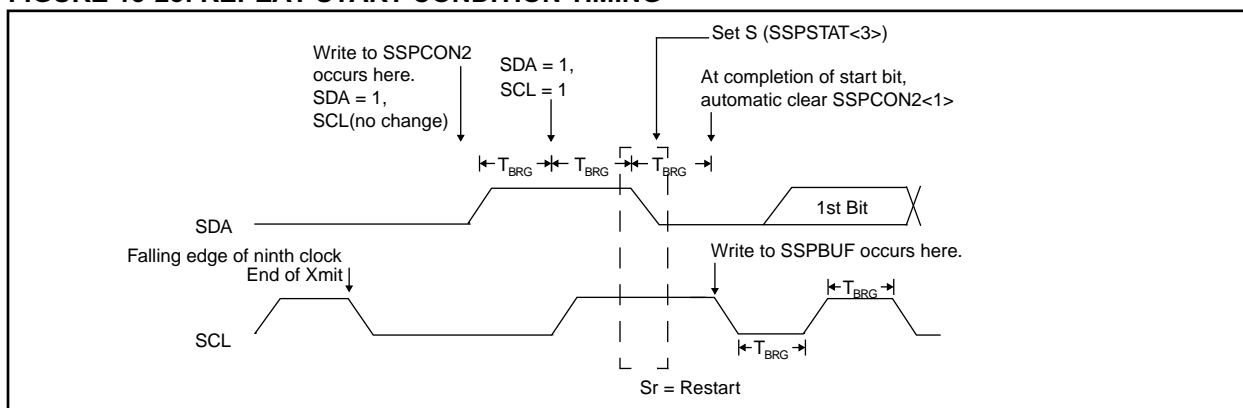 Set S (SSPSTAT<3>)
Write to SSPCON2
occurs here.
SDA = 1,
SCL(no change)
SDA = 1,
SCL = 1
At completion of start bit,
automatic clear SSPCON2<1>
TBRG
TBRG
TBRG
SDA
1st Bit
Falling edge of ninth clock
End of Xmit
Write to SSPBUF occurs here.
TBRG
SCL
TBRG
Sr = Restart